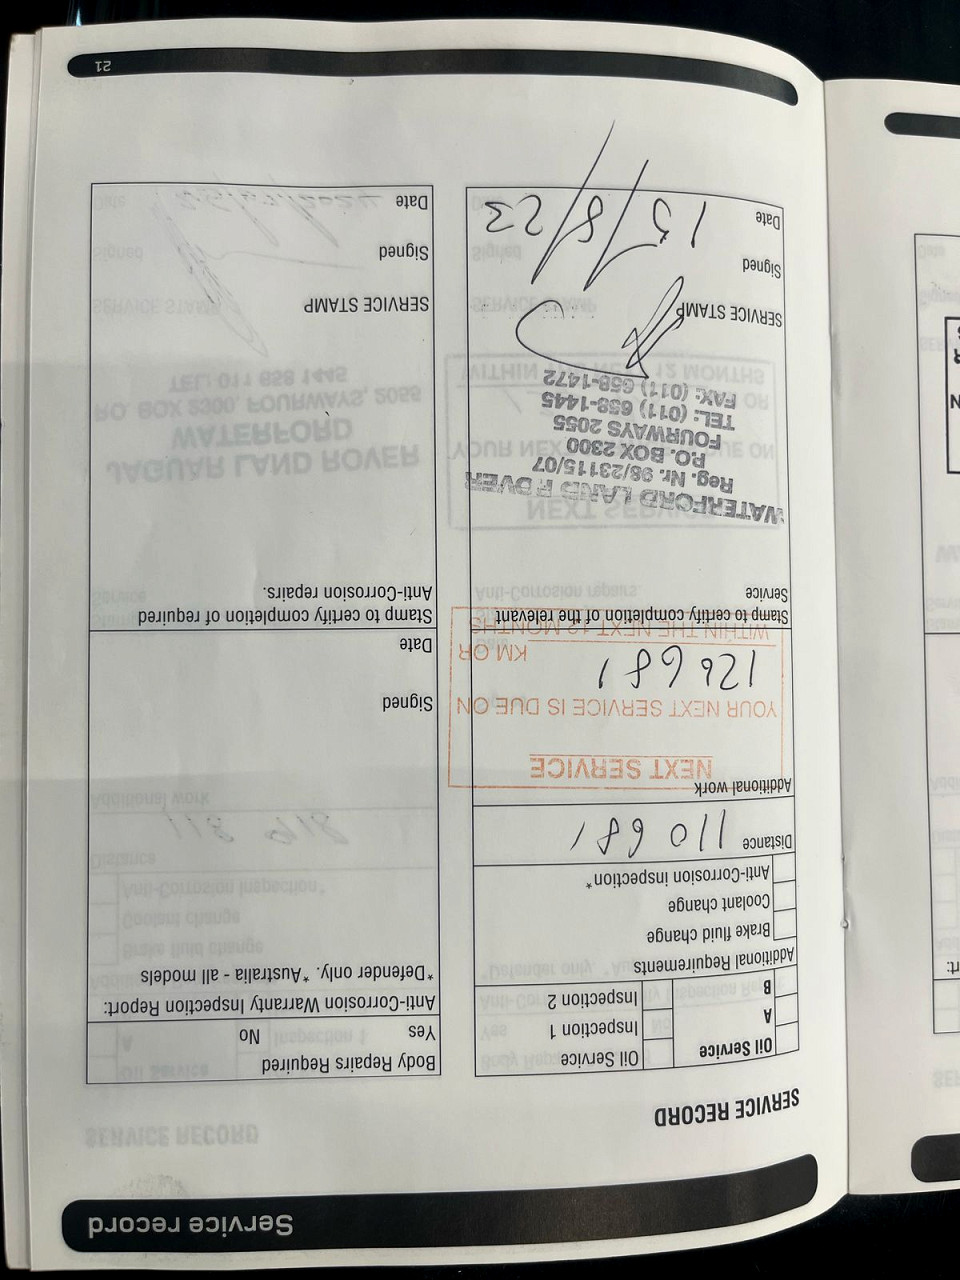 Service record
SERVICE RECORD
Oil Service
A
B
Oil Service
Inspection 1
Inspection 2
Additional Requirements
Brake fluid change
Coolant change
Anti-Corrosion inspection*
Distance 110 681
Additional work
NEXT SERVICE
YOUR NEXT SERVICE IS DUE ON
126681 KM OR
WITHIN THE NEXT 12 MONTHS
Stamp to certify completion of the relevant
Service
WATERFORD LAND ROVER
Reg. Nr. 98/23115/07
P.O. BOX 2300
FOURWAYS 2055
TEL: (011) 658-1445
FAX: (011) 658-1472
SERVICE STAMP
Signed
Date 15/8/23
Body Repairs Required
Yes No
Anti-Corrosion Warranty Inspection Report:
*Defender only. *Australia - all models
Signed
Date
Stamp to certify completion of required
Anti-Corrosion repairs.
SERVICE STAMP
Signed
Date
21